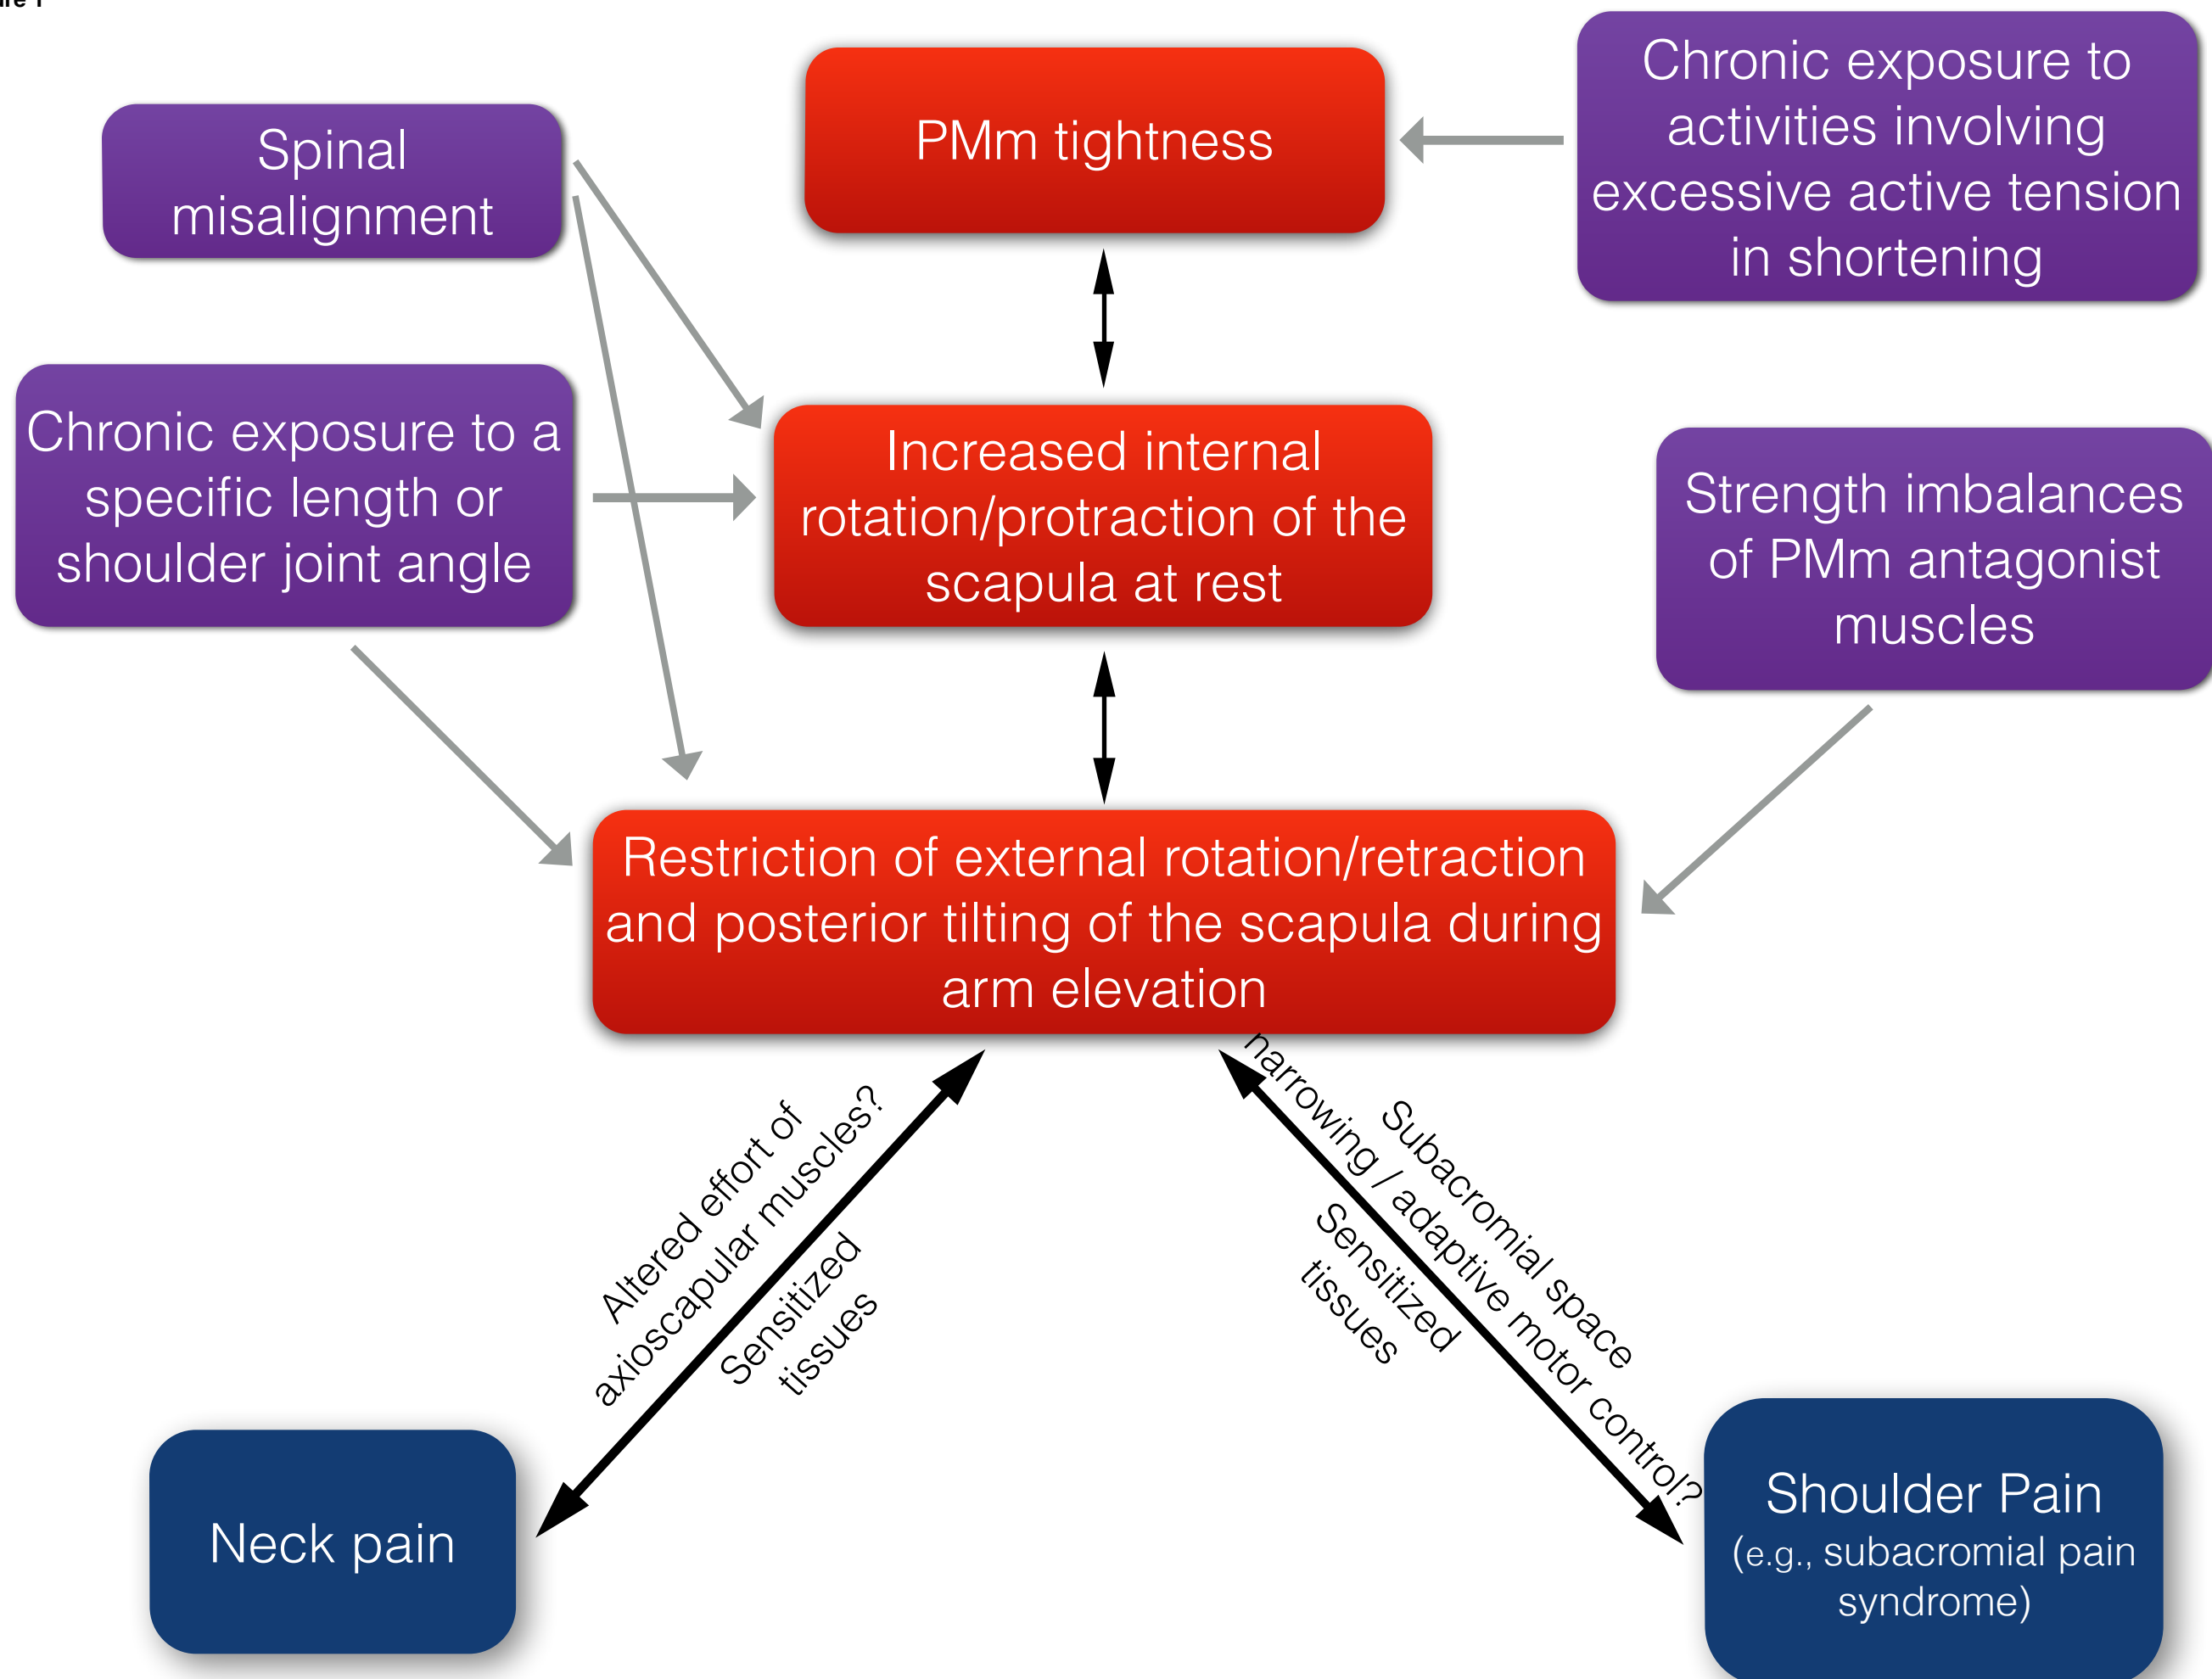 PMm tightness
Chronic exposure to
activities involving
excessive active tension
in shortening
Spinal
misalignment
Chronic exposure to a
specific length or
shoulder joint angle
Increased internal
rotation/protraction of the
scapula at rest
Strength imbalances
of PMm antagonist
muscles
Restriction of external rotation/retraction
and posterior tilting of the scapula during
arm elevation
Altered effort of
axioscapular muscles?
Sensitized
tissues
Subacromial space
narrowing / adaptive motor control?
Sensitized
tissues
Neck pain
Shoulder Pain
(e.g., subacromial pain
syndrome)